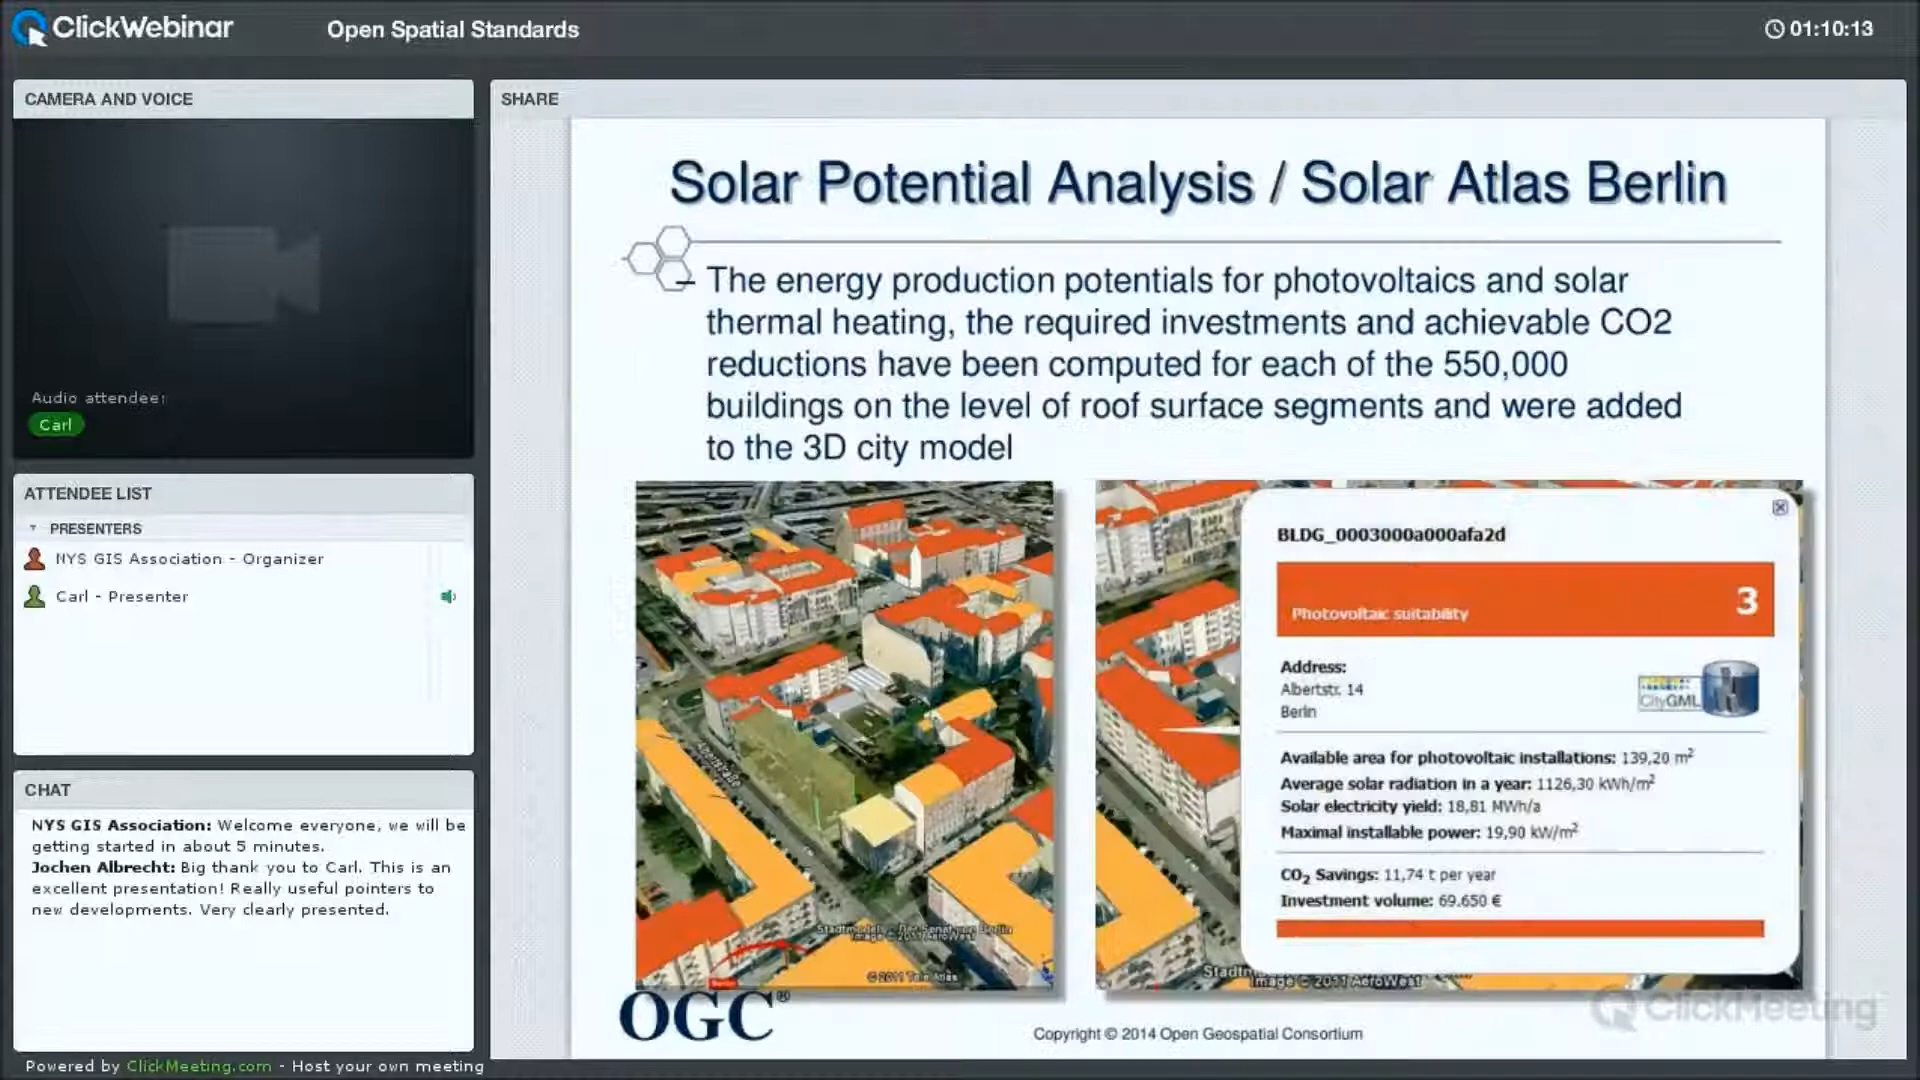 ClickWebinar
Open Spatial Standards
01:10:13
CAMERA AND VOICE
Audio attendee:
Carl
ATTENDEE LIST
PRESENTERS
NYS GIS Association - Organizer
Carl - Presenter
CHAT
NYS GIS Association: Welcome everyone, we will be
getting started in about 5 minutes.
Jochen Albrecht: Big thank you to Carl. This is an
excellent presentation! Really useful pointers to
new developments. Very clearly presented.
Powered by ClickMeeting.com - Host your own meeting
SHARE
Solar Potential Analysis / Solar Atlas Berlin
– The energy production potentials for photovoltaics and solar
thermal heating, the required investments and achievable CO2
reductions have been computed for each of the 550,000
buildings on the level of roof surface segments and were added
to the 3D city model
Image © 2011 AeroWest
© 2011 Tele Atlas
BLDG_0003000a000afa2d
Photovoltaic suitability
3
Address:
Albertstr. 14
Berlin
CityGML
Available area for photovoltaic installations: 139,20 m²
Average solar radiation in a year: 1126,30 kWh/m²
Solar electricity yield: 18,81 MWh/a
Maximal installable power: 19,90 kW/m²
CO₂ Savings: 11,74 t per year
Investment volume: 69.650 €
Image © 2011 AeroWest
OGC®
Copyright © 2014 Open Geospatial Consortium
ClickMeeting